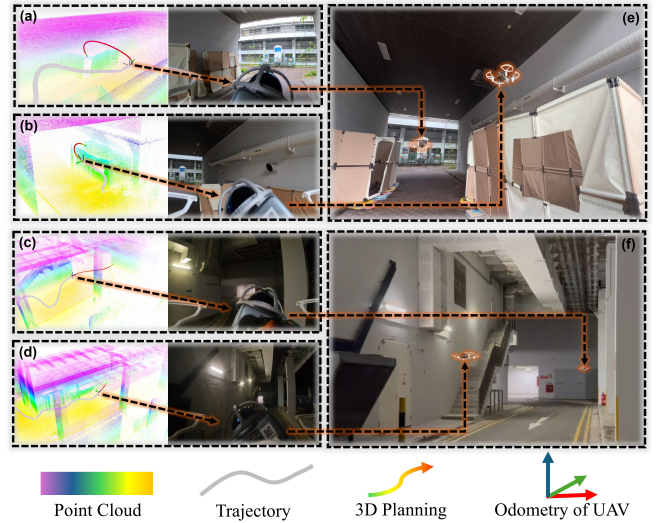 (a)
(e)
(b)
(c)
(f)
(d)
Point Cloud
Trajectory
3D Planning
Odometry of UAV